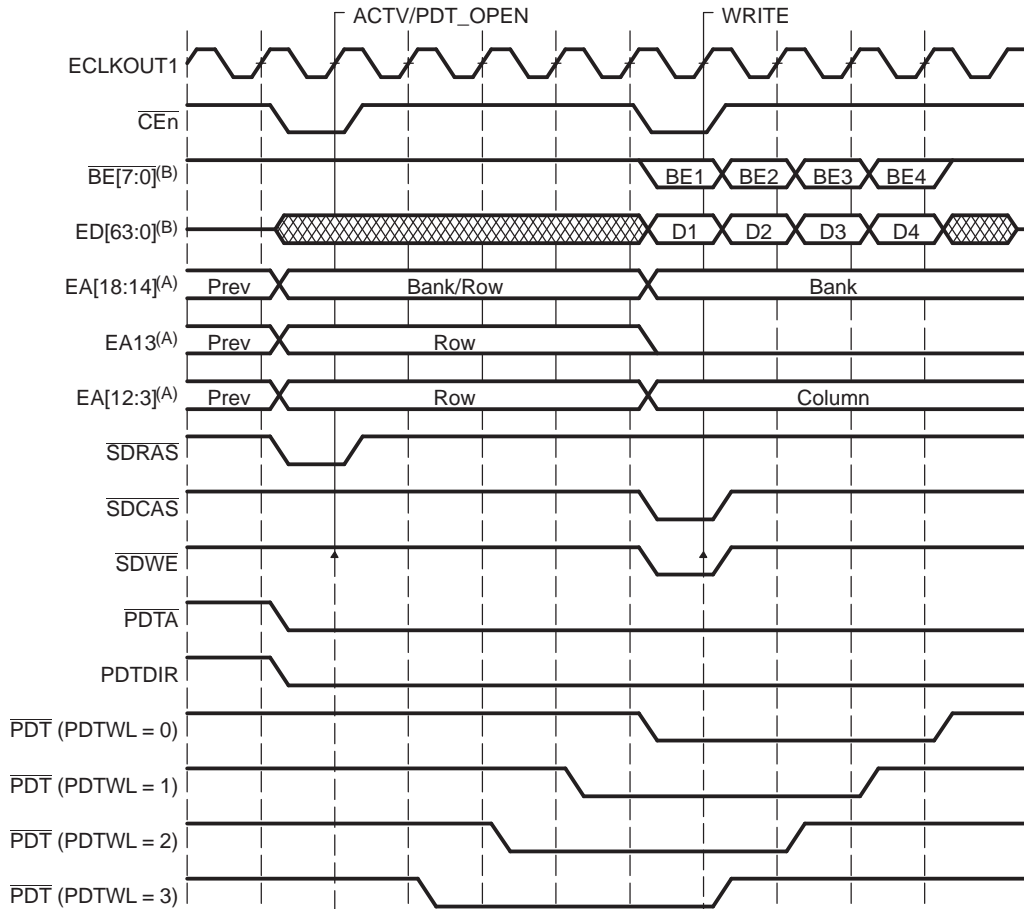 ACTV/PDT_OPEN WRITE
ECLKOUT1
CEn
BE[7:0](B) BE1 BE2 BE3 BE4
ED[63:0](B) D1 D2 D3 D4
EA[18:14](A) Prev Bank/Row Bank
EA13(A) Prev Row
EA[12:3](A) Prev Row Column
SDRAS
SDCAS
SDWE
PDTA
PDTDIR
PDT (PDTWL = 0)
PDT (PDTWL = 1)
PDT (PDTWL = 2)
PDT (PDTWL = 3)